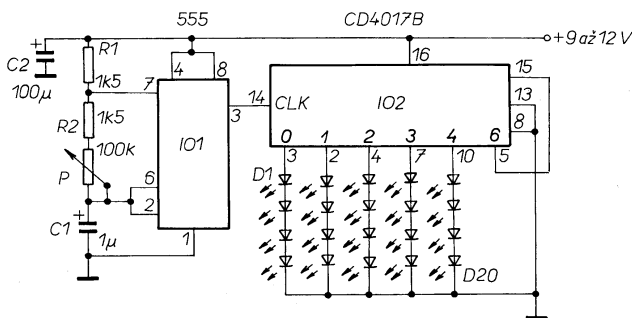 555 CD4017B
+9 až 12 V
C2 R1 4 8 16 15
100μ 1k5 7 13
R2 1k5 IO1 3 14 CLK IO2 8
100k 0 1 2 3 4 6
P 6 3 2 4 7 10 5
2 D1
C1 1μ 1
D20